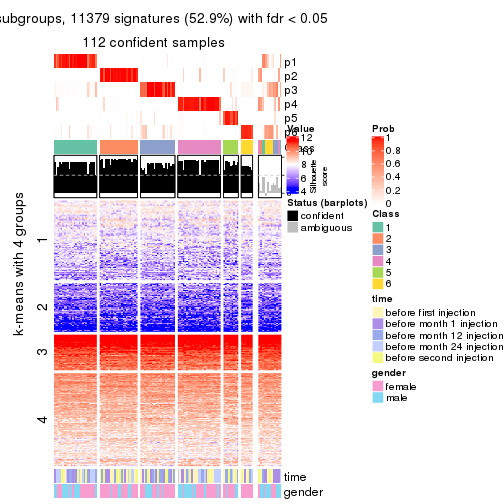 subgroups, 11379 signatures (52.9%) with fdr < 0.05
112 confident samples
p1
p2
p3
p4
p5
k-means with 4 groups
1
2
3
4
time
gender
Value
12
10
8
6
4
Silhouette
score
Status (barplots)
confident
ambiguous
Prob
1
0.8
0.6
0.4
0.2
0
Class
1
2
3
4
5
6
time
before first injection
before month 1 injection
before month 12 injection
before month 24 injection
before second injection
gender
female
male